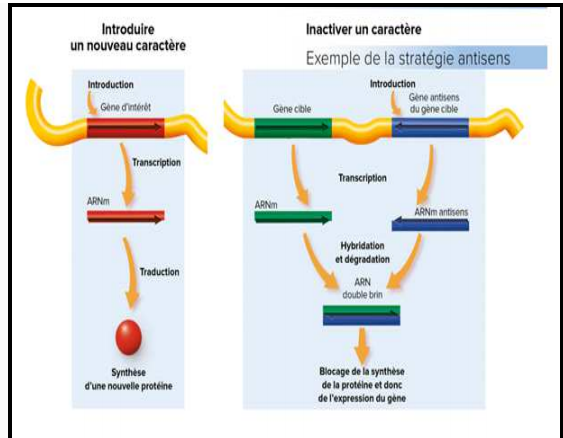 Introduire
un nouveau caractère
Introduction
Gène d'intérêt
Transcription
ARNm
Traduction
Synthèse
d'une nouvelle protéine
Inactiver un caractère
Exemple de la stratégie antisens
Introduction
Gène cible
Gène antisens
du gène cible
Transcription
ARNm
ARNm antisens
Hybridation
et dégradation
ARN
double brin
Blocage de la synthèse
de la protéine et donc
de l'expression du gène